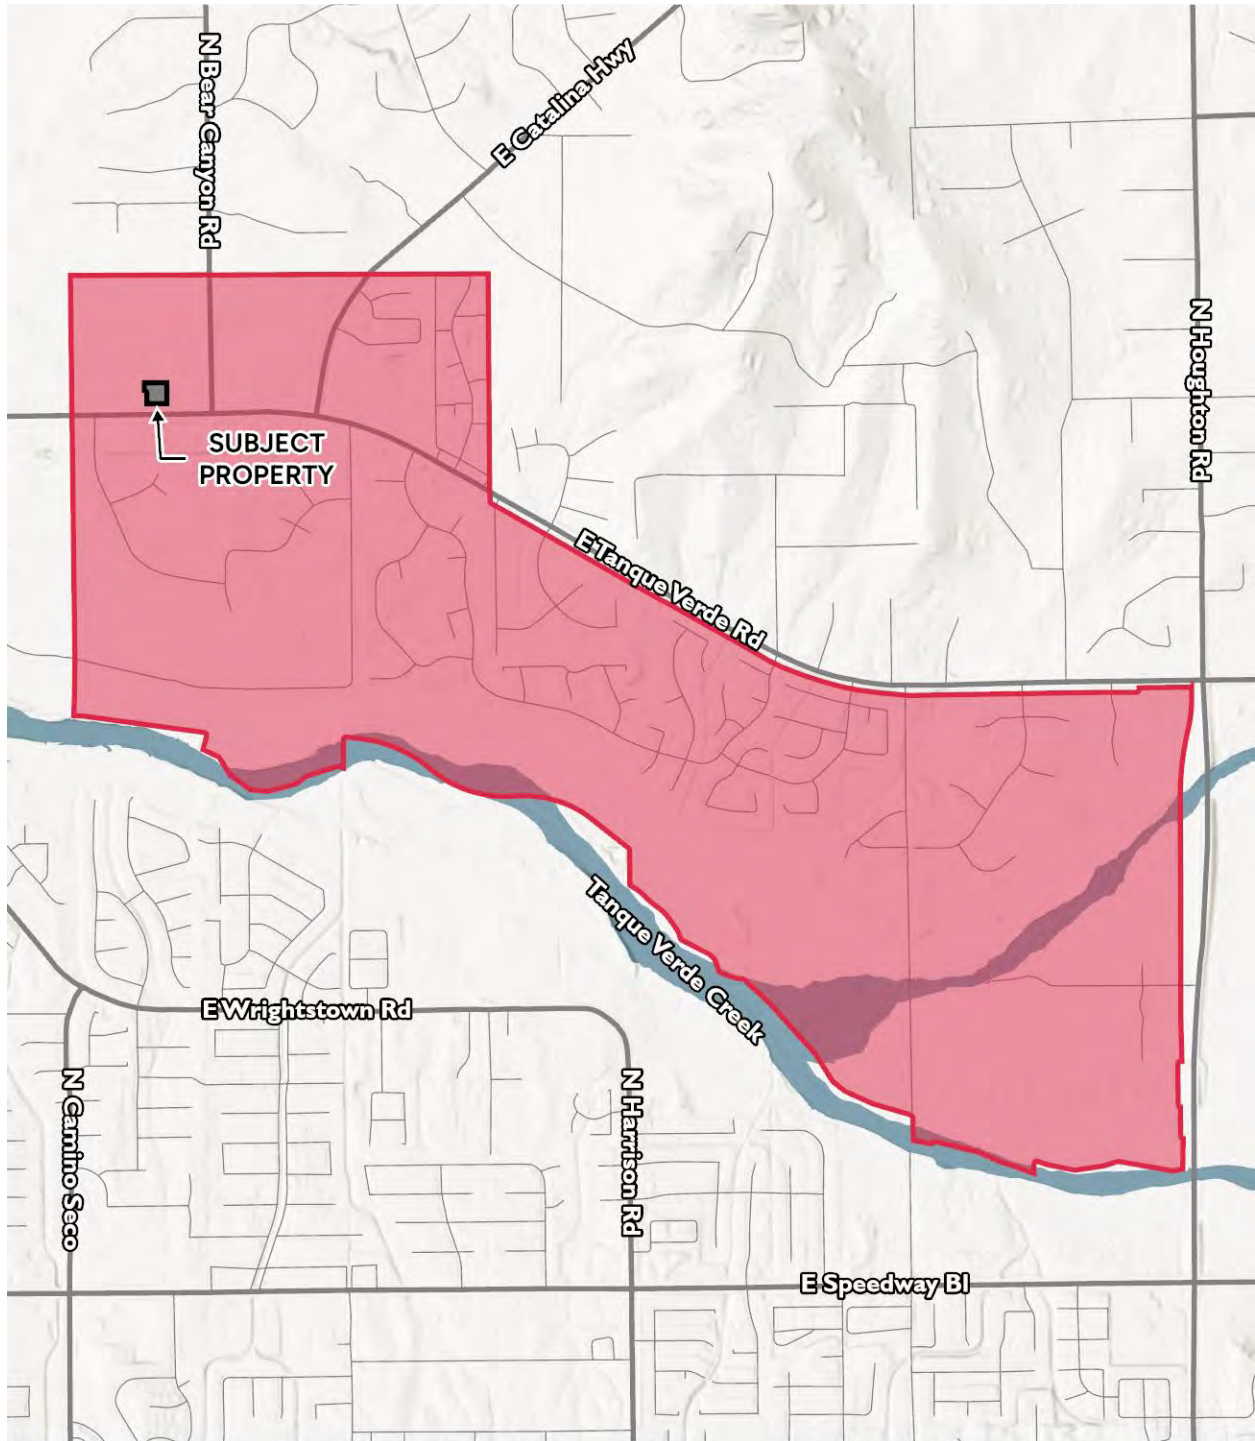 N Bear Canyon Rd
E Catalina Hwy
N Houghton Rd
SUBJECT
PROPERTY
E Tanque Verde Rd
Tanque Verde Creek
E Wrightstown Rd
N Camino Seco
N Harrison Rd
E Speedway Bl